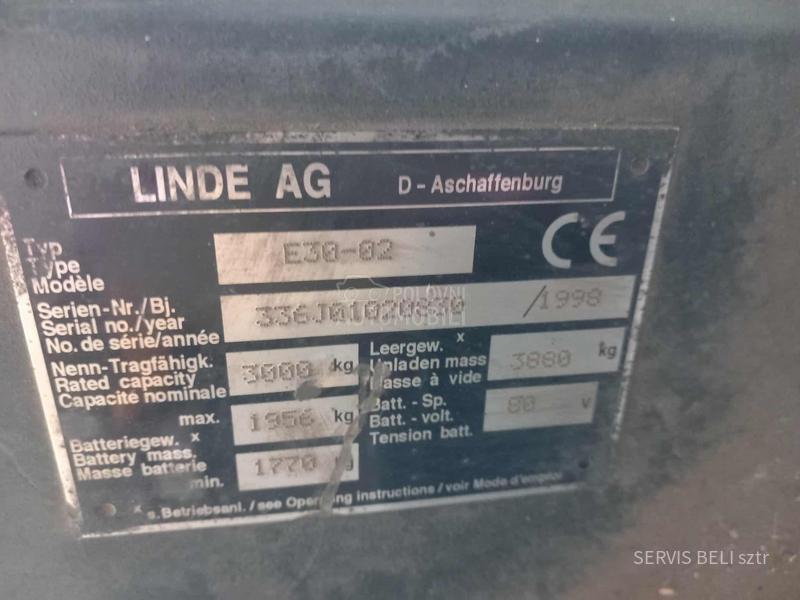 LINDE AG D - Aschaffenburg
Typ
Type
Modèle
E30-02
CE
Serien-Nr./Bj.
Serial no./year
No. de série/année
/1998
Nenn-Tragfähigk.
Rated capacity
Capacité nominale
3000 kg
Leergew. x
Unladen mass
Masse à vide
3880 kg
Batteriegew. x
Battery mass.
Masse batterie
max.
1956 kg
min.
1770
Batt. - Sp.
Batt. - volt.
Tension batt.
80 v
x s. Betriebsanl./see Operating instructions/voir Mode d'emploi
POLOVNI
AUTOMOBILI
SERVIS BELI sztr